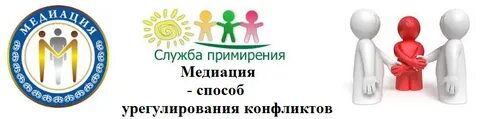 МЕДИАЦИЯ
Служба примирения
Медиация
- способ
урегулирования конфликтов